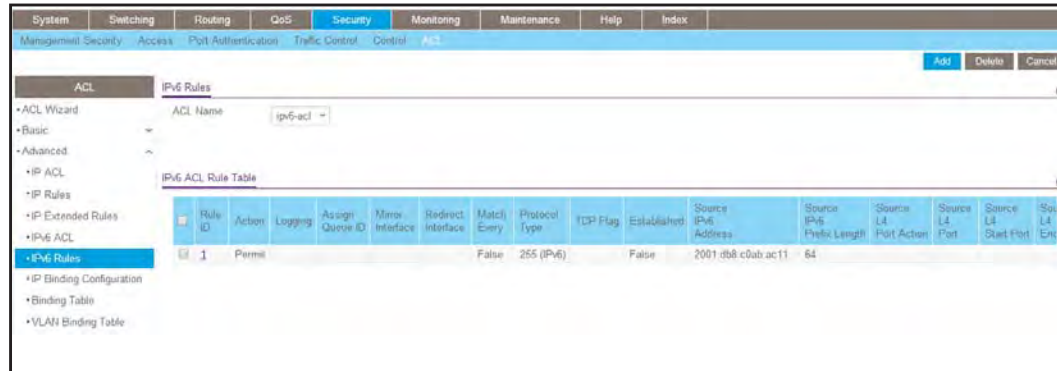 System Switching Routing QoS Security Monitoring Maintenance Help Index
Management Security Access Port Authentication Traffic Control Control ACL
Add Delete Cancel
ACL
IPv6 Rules
ACL Wizard
ACL Name ipv6-acl
Basic
Advanced
IP ACL
IPv6 ACL Rule Table
IP Rules
IP Extended Rules
IPv6 ACL
Rule ID Action Logging Assign Queue ID Mirror Interface Redirect Interface Match Every Protocol Type TCP Flag Established Source IPv6 Address Source IPv6 Prefix Length Source L4 Port Action Source L4 Port Source L4 Start Port Sou L4 End
IPv6 Rules
1 Permit False 255 (IPv6) False 2001:db8:c0ab:ac11 64
IP Binding Configuration
Binding Table
VLAN Binding Table